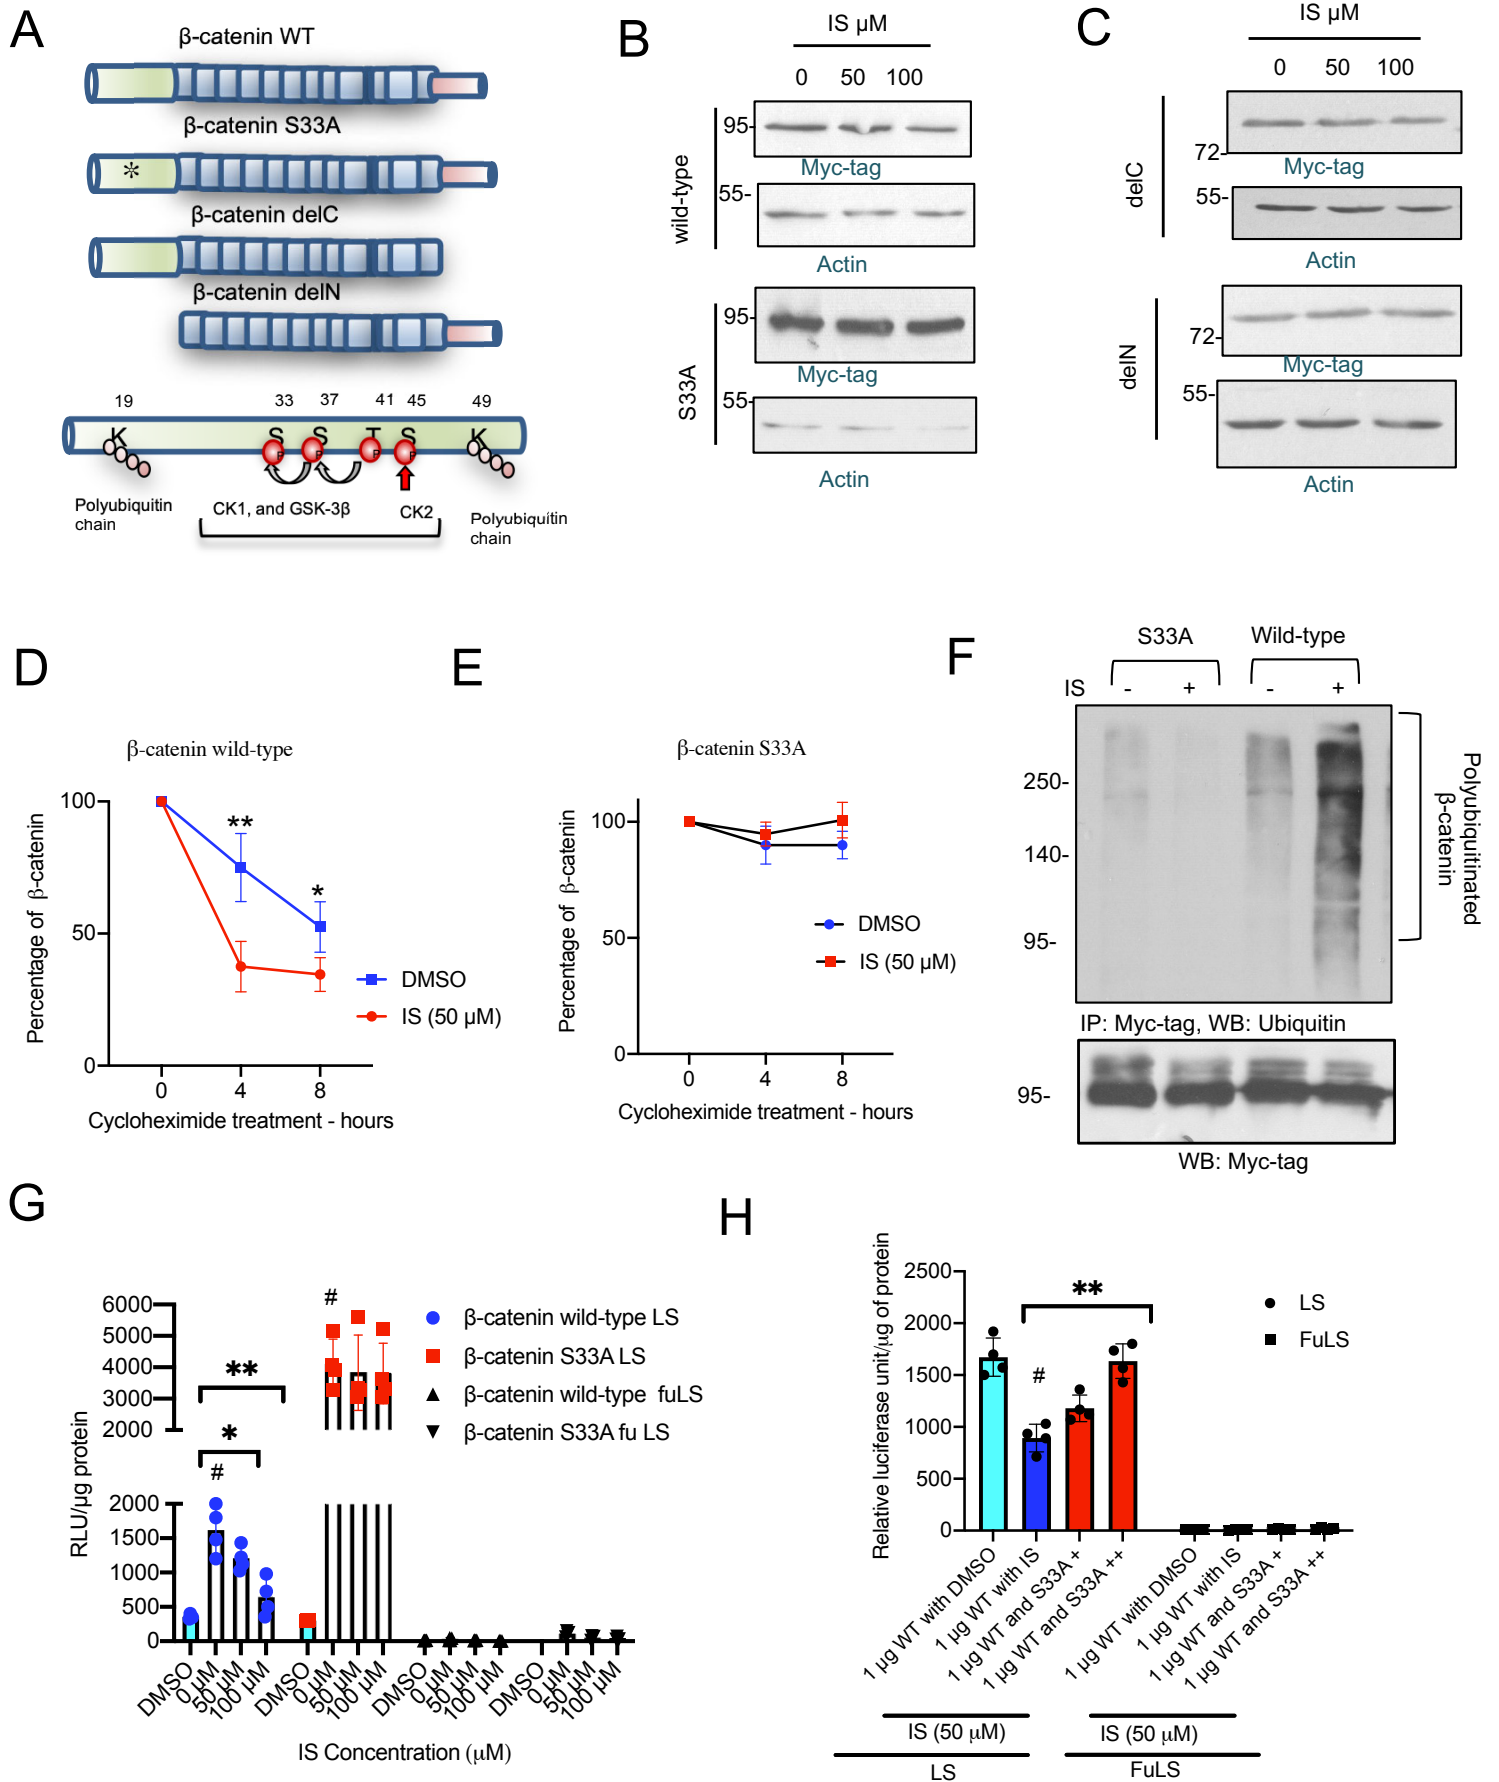 A
β-catenin WT
β-catenin S33A
*
β-catenin delC
β-catenin delN
19 33 37 41 45 49
K S S T S K
P P P P
Polyubiquitin
chain
CK1, and GSK-3β
CK2
Polyubiquitin
chain
B
IS µM
0 50 100
wild-type
95-
Myc-tag
55-
Actin
S33A
95-
Myc-tag
55-
Actin
C
IS µM
0 50 100
delC
72-
Myc-tag
55-
Actin
delN
72-
Myc-tag
55-
Actin
D
β-catenin wild-type
Percentage of β-catenin
100
50
0
**
*
DMSO
IS (50 µM)
0 4 8
Cycloheximide treatment - hours
E
β-catenin S33A
Percentage of β-catenin
100
50
0
DMSO
IS (50 µM)
0 4 8
Cycloheximide treatment - hours
F
S33A Wild-type
IS - + - +
250-
140-
95-
Polyubiquitinated
β-catenin
IP: Myc-tag, WB: Ubiquitin
95-
WB: Myc-tag
G
RLU/µg protein
6000
5000
4000
3000
2000
2000
1500
1000
500
0
**
*
#
#
β-catenin wild-type LS
β-catenin S33A LS
β-catenin wild-type fuLS
β-catenin S33A fu LS
DMSO 0 µM 50 µM 100 µM DMSO 0 µM 50 µM 100 µM DMSO 0 µM 50 µM 100 µM DMSO 0 µM 50 µM 100 µM
IS Concentration (µM)
H
Relative luciferase unit/µg of protein
2500
2000
1500
1000
500
0
**
#
LS
FuLS
1 µg WT with DMSO
1 µg WT with IS
1 µg WT and S33A +
1 µg WT and S33A ++
1 µg WT with DMSO
1 µg WT with IS
1 µg WT and S33A +
1 µg WT and S33A ++
IS (50 µM) IS (50 µM)
LS FuLS